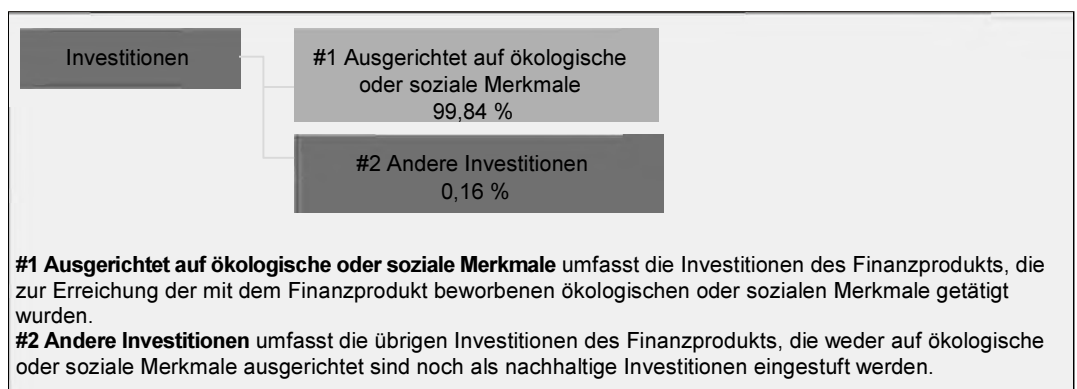 Investitionen
#1 Ausgerichtet auf ökologische
oder soziale Merkmale
99,84 %
#2 Andere Investitionen
0,16 %
#1 Ausgerichtet auf ökologische oder soziale Merkmale umfasst die Investitionen des Finanzprodukts, die
zur Erreichung der mit dem Finanzprodukt beworbenen ökologischen oder sozialen Merkmale getätigt
wurden.
#2 Andere Investitionen umfasst die übrigen Investitionen des Finanzprodukts, die weder auf ökologische
oder soziale Merkmale ausgerichtet sind noch als nachhaltige Investitionen eingestuft werden.